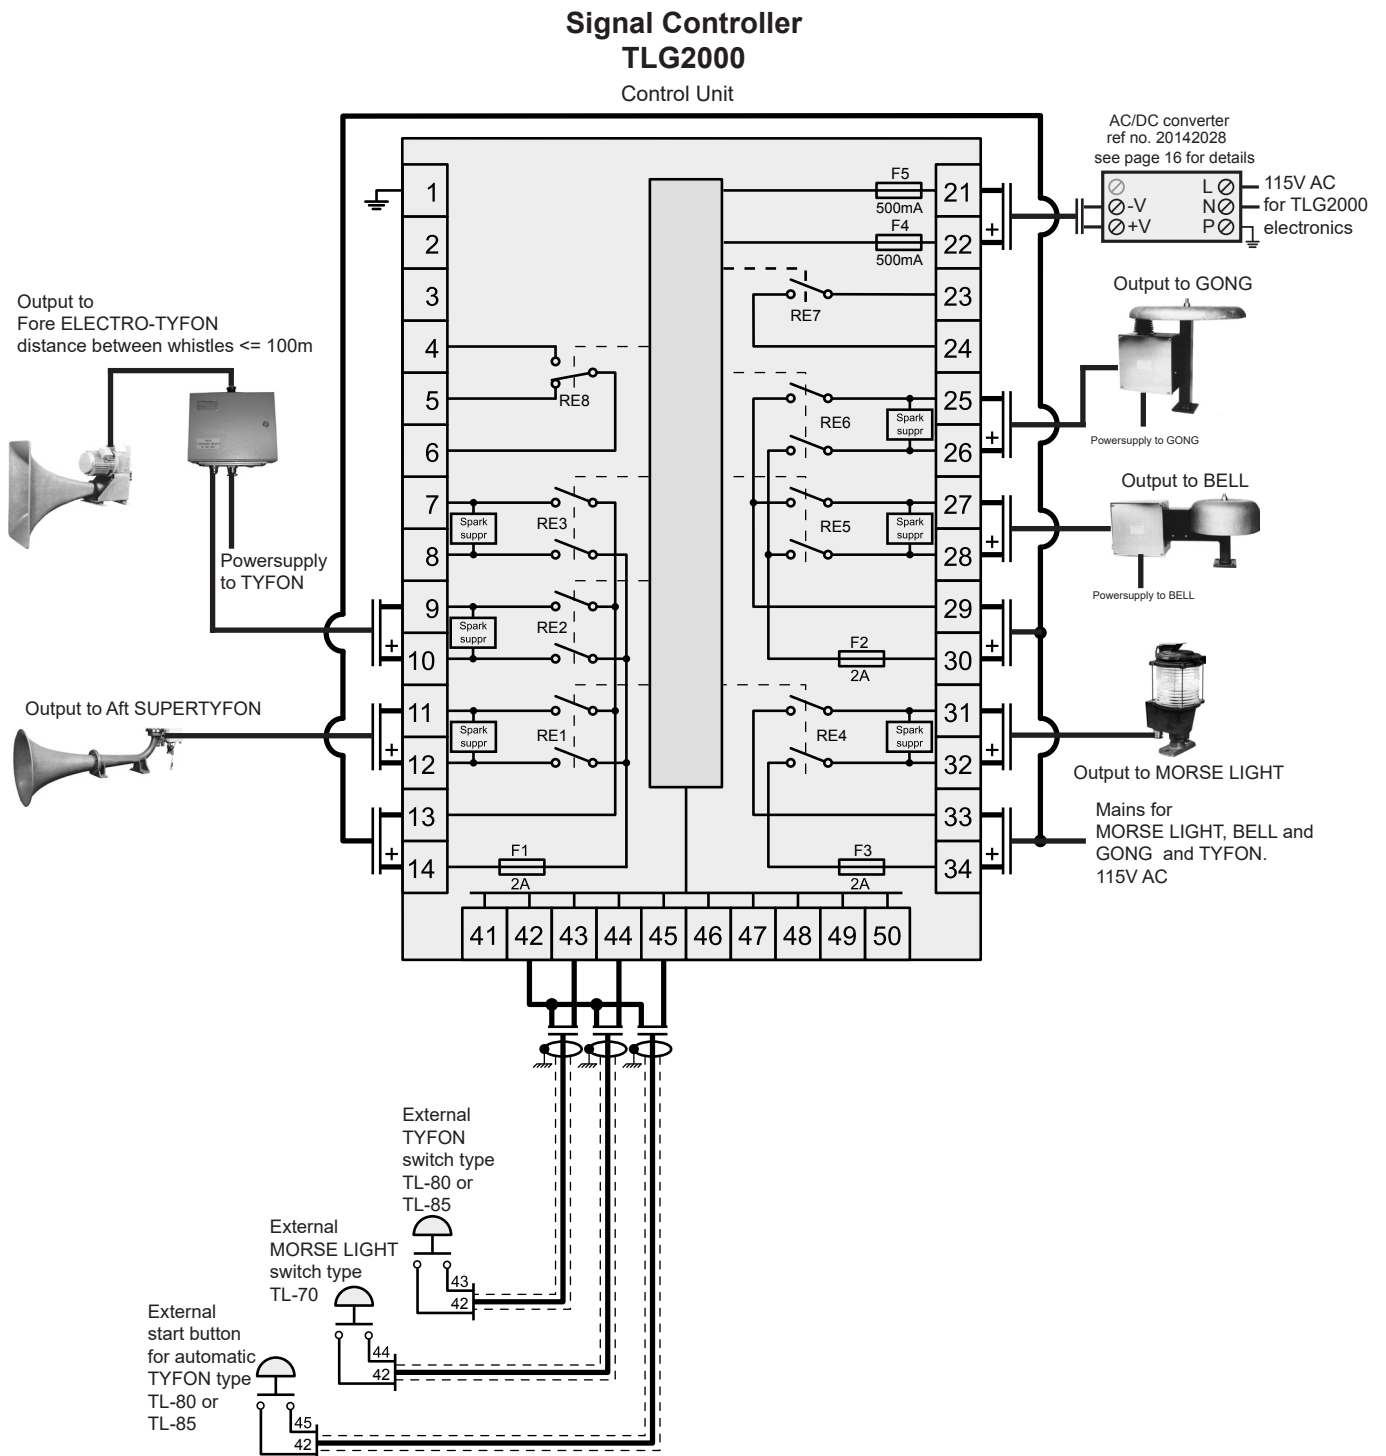 Signal Controller
TLG2000
Control Unit
AC/DC converter
ref no. 20142028
see page 16 for details
-V
+V
L
N
P
115V AC
for TLG2000
electronics
Output to GONG
Powersupply to GONG
Output to BELL
Powersupply to BELL
Output to MORSE LIGHT
Mains for
MORSE LIGHT, BELL and
GONG and TYFON.
115V AC
Output to
Fore ELECTRO-TYFON
distance between whistles <= 100m
Powersupply
to TYFON
Output to Aft SUPERTYFON
1
2
3
4
5
6
7
8
9
10
11
12
13
14
+
+
+
RE8
Spark
suppr
RE3
Spark
suppr
RE2
Spark
suppr
RE1
F1
2A
F5
500mA
F4
500mA
RE7
RE6
Spark
suppr
RE5
Spark
suppr
F2
2A
RE4
Spark
suppr
F3
2A
21
22
23
24
25
26
27
28
29
30
31
32
33
34
+
+
+
+
+
+
41 42 43 44 45 46 47 48 49 50
External
TYFON
switch type
TL-80 or
TL-85
43
42
External
MORSE LIGHT
switch type
TL-70
44
42
External
start button
for automatic
TYFON type
TL-80 or
TL-85
45
42